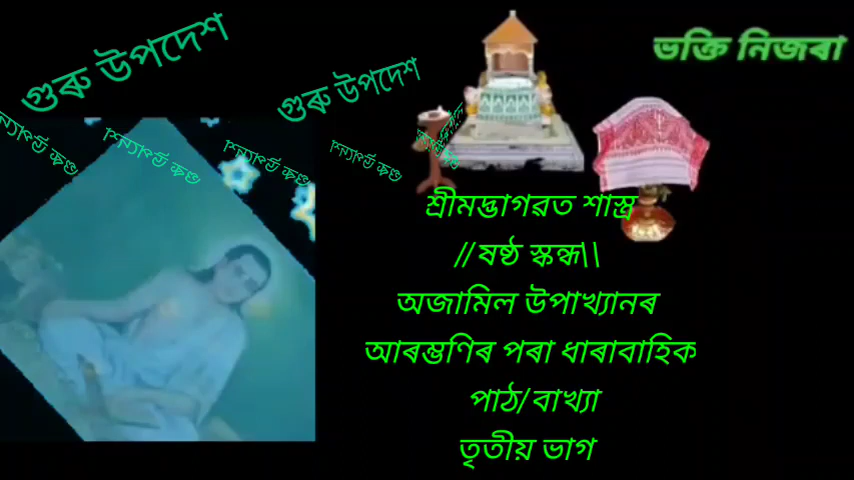 গুৰু উপদেশ
গুৰু উপদেশ
ভক্তি নিজৰা
শ্ৰীমদ্ভাগৱত শাস্ত্ৰ
//ষষ্ঠ স্কন্ধ\\
অজামিল উপাখ্যানৰ
আৰম্ভণিৰ পৰা ধাৰাবাহিক
পাঠ/বাখ্যা
তৃতীয় ভাগ